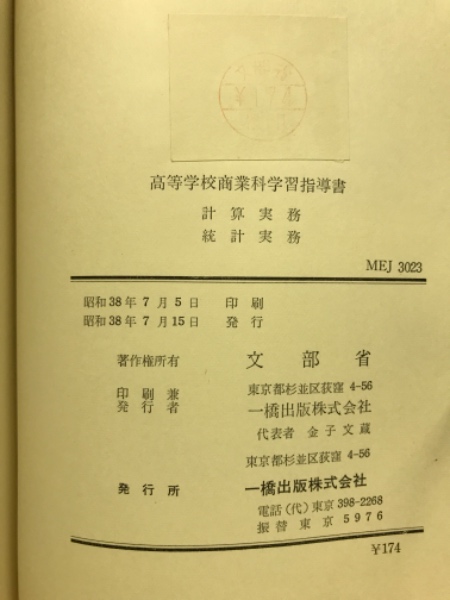 ¥174
高等学校商業科学習指導書
計算実務
統計実務
MEJ 3023
昭和38年 7月 5日 印刷
昭和38年 7月15日 発行
著作権所有 文部省
東京都杉並区荻窪 4-56
印刷兼
発行者 一橋出版株式会社
代表者 金子文蔵
東京都杉並区荻窪 4-56
発行所 一橋出版株式会社
電話(代)東京 398-2268
振替東京 5976
¥174